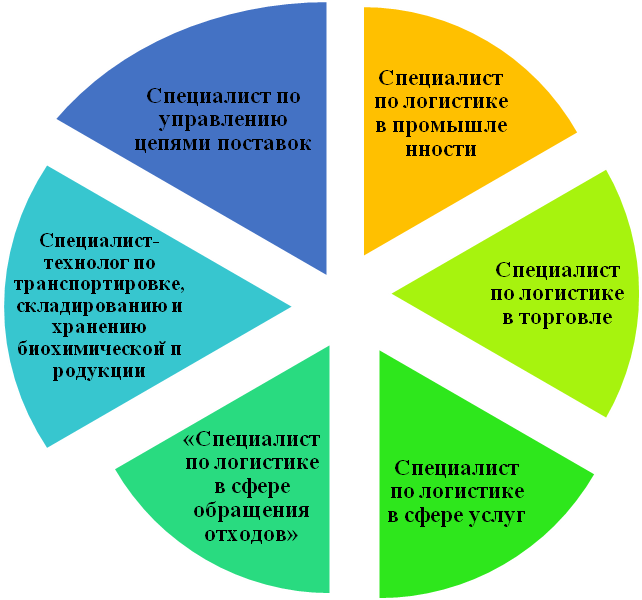 Специалист
по логистике
в промышле
нности
Специалист
по логистике
в торговле
Специалист
по логистике
в сфере услуг
«Специалист
по логистике
в сфере
обращения
отходов»
Специалист-
технолог по
транспортировке,
складированию и
хранению
биохимической п
родукции
Специалист по
управлению
цепями поставок